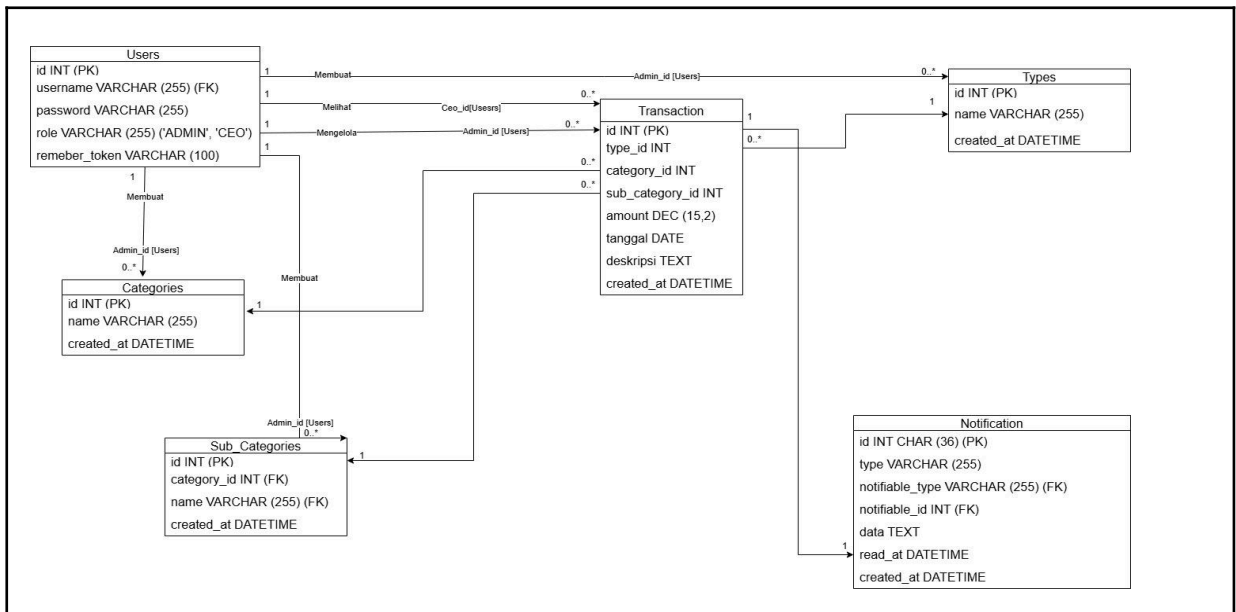 Users
id INT (PK)
username VARCHAR (255) (FK)
password VARCHAR (255)
role VARCHAR (255) ('ADMIN', 'CEO')
remeber_token VARCHAR (100)
1
Membuat
Admin_id [Users]
0..*
1
Melihat
Ceo_id[Usesrs]
0..*
1
Mengelola
Admin_id [Users]
0..*
1
Membuat
Admin_id [Users]
0..*
1
Membuat
Admin_id [Users]
0..*
Types
id INT (PK)
name VARCHAR (255)
created_at DATETIME
1
Transaction
id INT (PK)
type_id INT
category_id INT
sub_category_id INT
amount DEC (15,2)
tanggal DATE
deskripsi TEXT
created_at DATETIME
1
0..*
0..*
0..*
Categories
id INT (PK)
name VARCHAR (255)
created_at DATETIME
1
Sub_Categories
id INT (PK)
category_id INT (FK)
name VARCHAR (255) (FK)
created_at DATETIME
1
Notification
id INT CHAR (36) (PK)
type VARCHAR (255)
notifiable_type VARCHAR (255) (FK)
notifiable_id INT (FK)
data TEXT
read_at DATETIME
created_at DATETIME
1